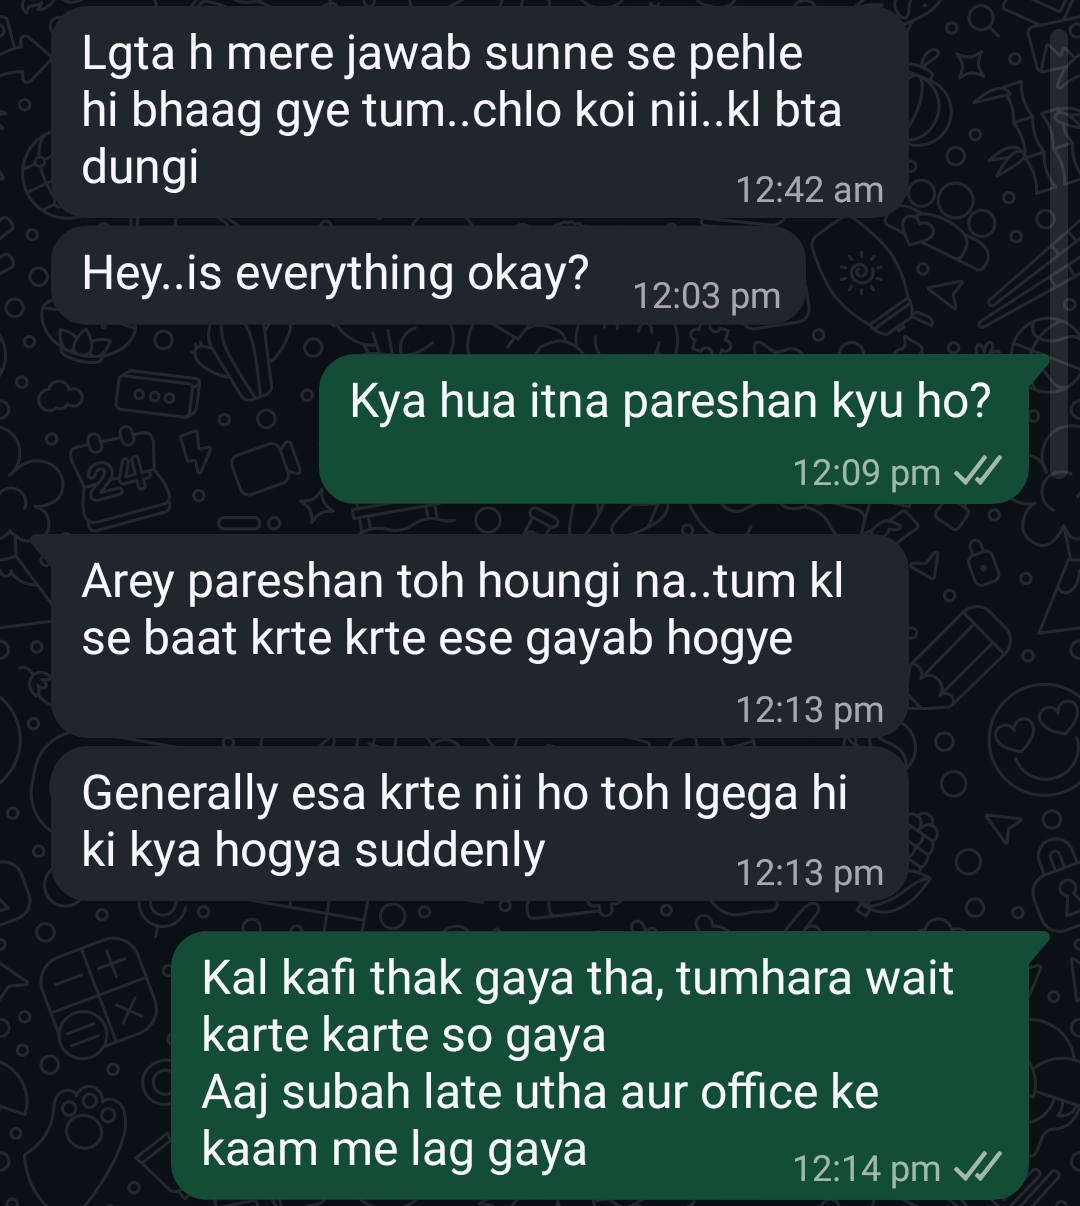 Lgta h mere jawab sunne se pehle
hi bhaag gye tum..chlo koi nii..kl bta
dungi
12:42 am
Hey..is everything okay?
12:03 pm
Kya hua itna pareshan kyu ho?
12:09 pm
Arey pareshan toh houngi na..tum kl
se baat krte krte ese gayab hogye
12:13 pm
Generally esa krte nii ho toh lgega hi
ki kya hogya suddenly
12:13 pm
Kal kafi thak gaya tha, tumhara wait
karte karte so gaya
Aaj subah late utha aur office ke
kaam me lag gaya
12:14 pm